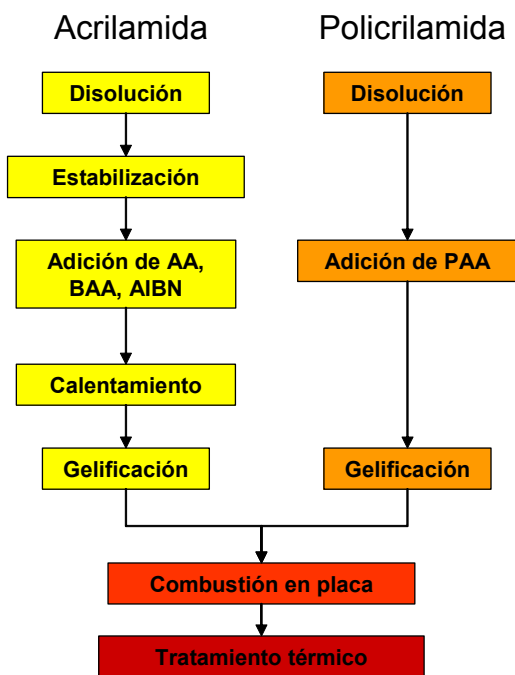 Acrilamida
Policrilamida
Disolución
Disolución
Estabilización
Adición de AA,
BAA, AIBN
Adición de PAA
Calentamiento
Gelificación
Gelificación
Combustión en placa
Tratamiento térmico